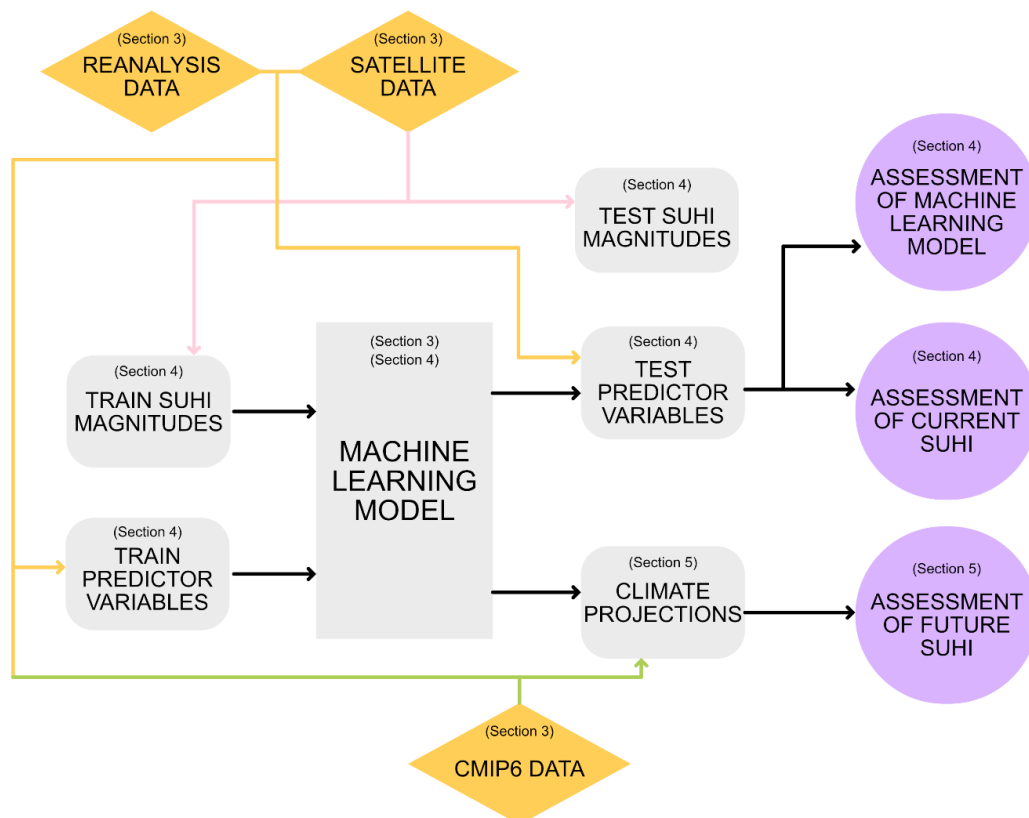 (Section 3)
REANALYSIS
DATA
(Section 3)
SATELLITE
DATA
(Section 4)
TEST SUHI
MAGNITUDES
(Section 4)
ASSESSMENT
OF MACHINE
LEARNING
MODEL
(Section 4)
TRAIN SUHI
MAGNITUDES
(Section 3)
(Section 4)
MACHINE
LEARNING
MODEL
(Section 4)
TEST
PREDICTOR
VARIABLES
(Section 4)
ASSESSMENT
OF CURRENT
SUHI
(Section 4)
TRAIN
PREDICTOR
VARIABLES
(Section 5)
CLIMATE
PROJECTIONS
(Section 5)
ASSESSMENT
OF FUTURE
SUHI
(Section 3)
CMIP6 DATA